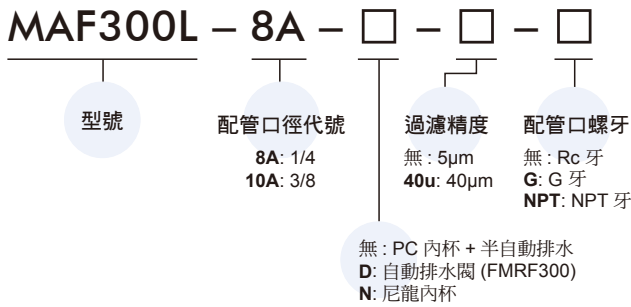 MAF300L – 8A – □ – □ – □
型號
配管口徑代號
8A: 1/4
10A: 3/8
過濾精度
無 : 5μm
40u: 40μm
配管口螺牙
無 : Rc 牙
G: G 牙
NPT: NPT 牙
無 : PC 內杯 + 半自動排水
D: 自動排水閥 (FMRF300)
N: 尼龍內杯